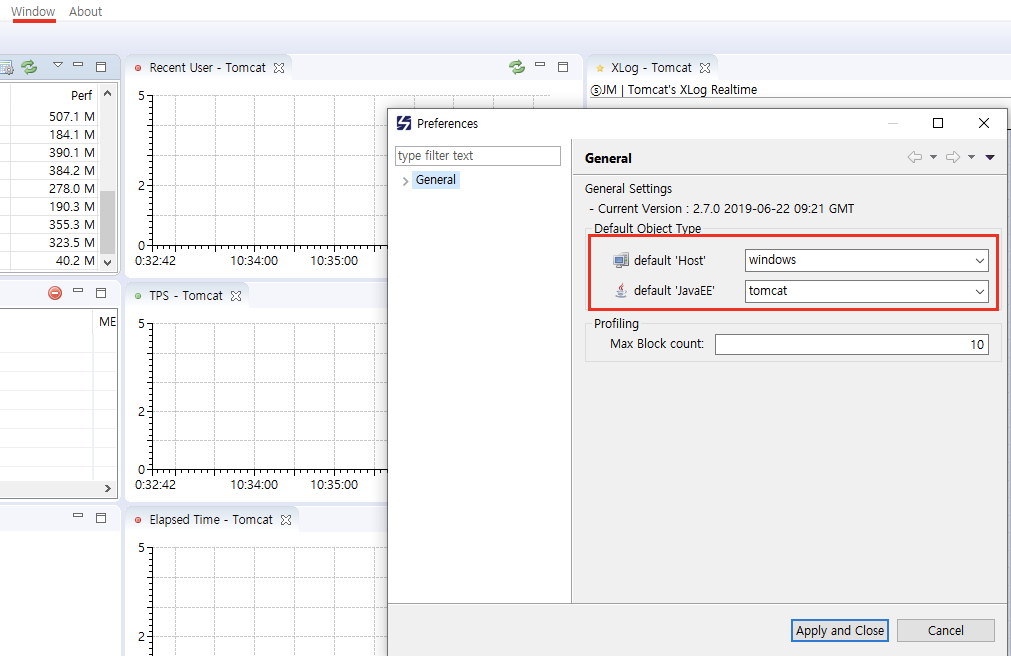 Window About
Perf
507.1 M
184.1 M
390.1 M
384.2 M
278.0 M
190.3 M
355.3 M
323.5 M
40.2 M
ME
Recent User - Tomcat
5
2
0
0:32:42 10:34:00 10:35:00
TPS - Tomcat
5
2
0
0:32:42 10:34:00 10:35:00
Elapsed Time - Tomcat
5
2
XLog - Tomcat
ⓢJM | Tomcat's XLog Realtime
Preferences
type filter text
General
General
General Settings
- Current Version : 2.7.0 2019-06-22 09:21 GMT
Default Object Type
default 'Host' windows
default 'JavaEE' tomcat
Profiling
Max Block count: 10
Apply and Close Cancel